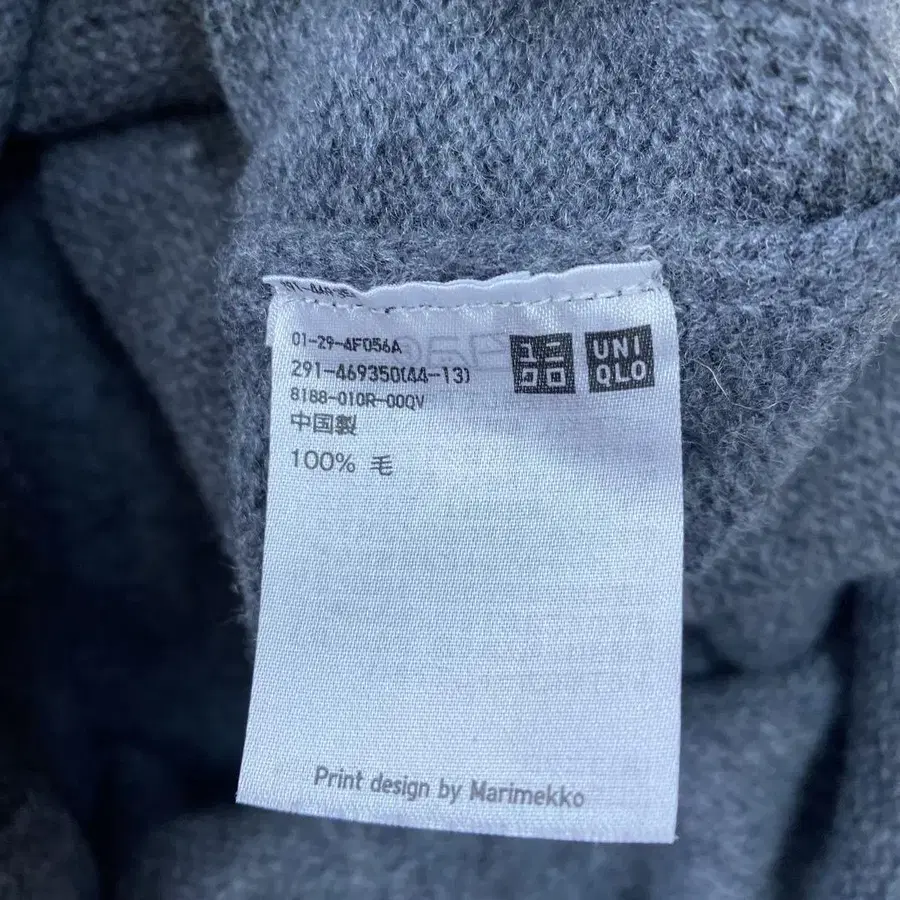 01-29-4F056A
291-469350(44-13)
8188-010R-00QV
中国製
100% 毛
ユニ
クロ
UNI
QLO
Print design by Marimekko